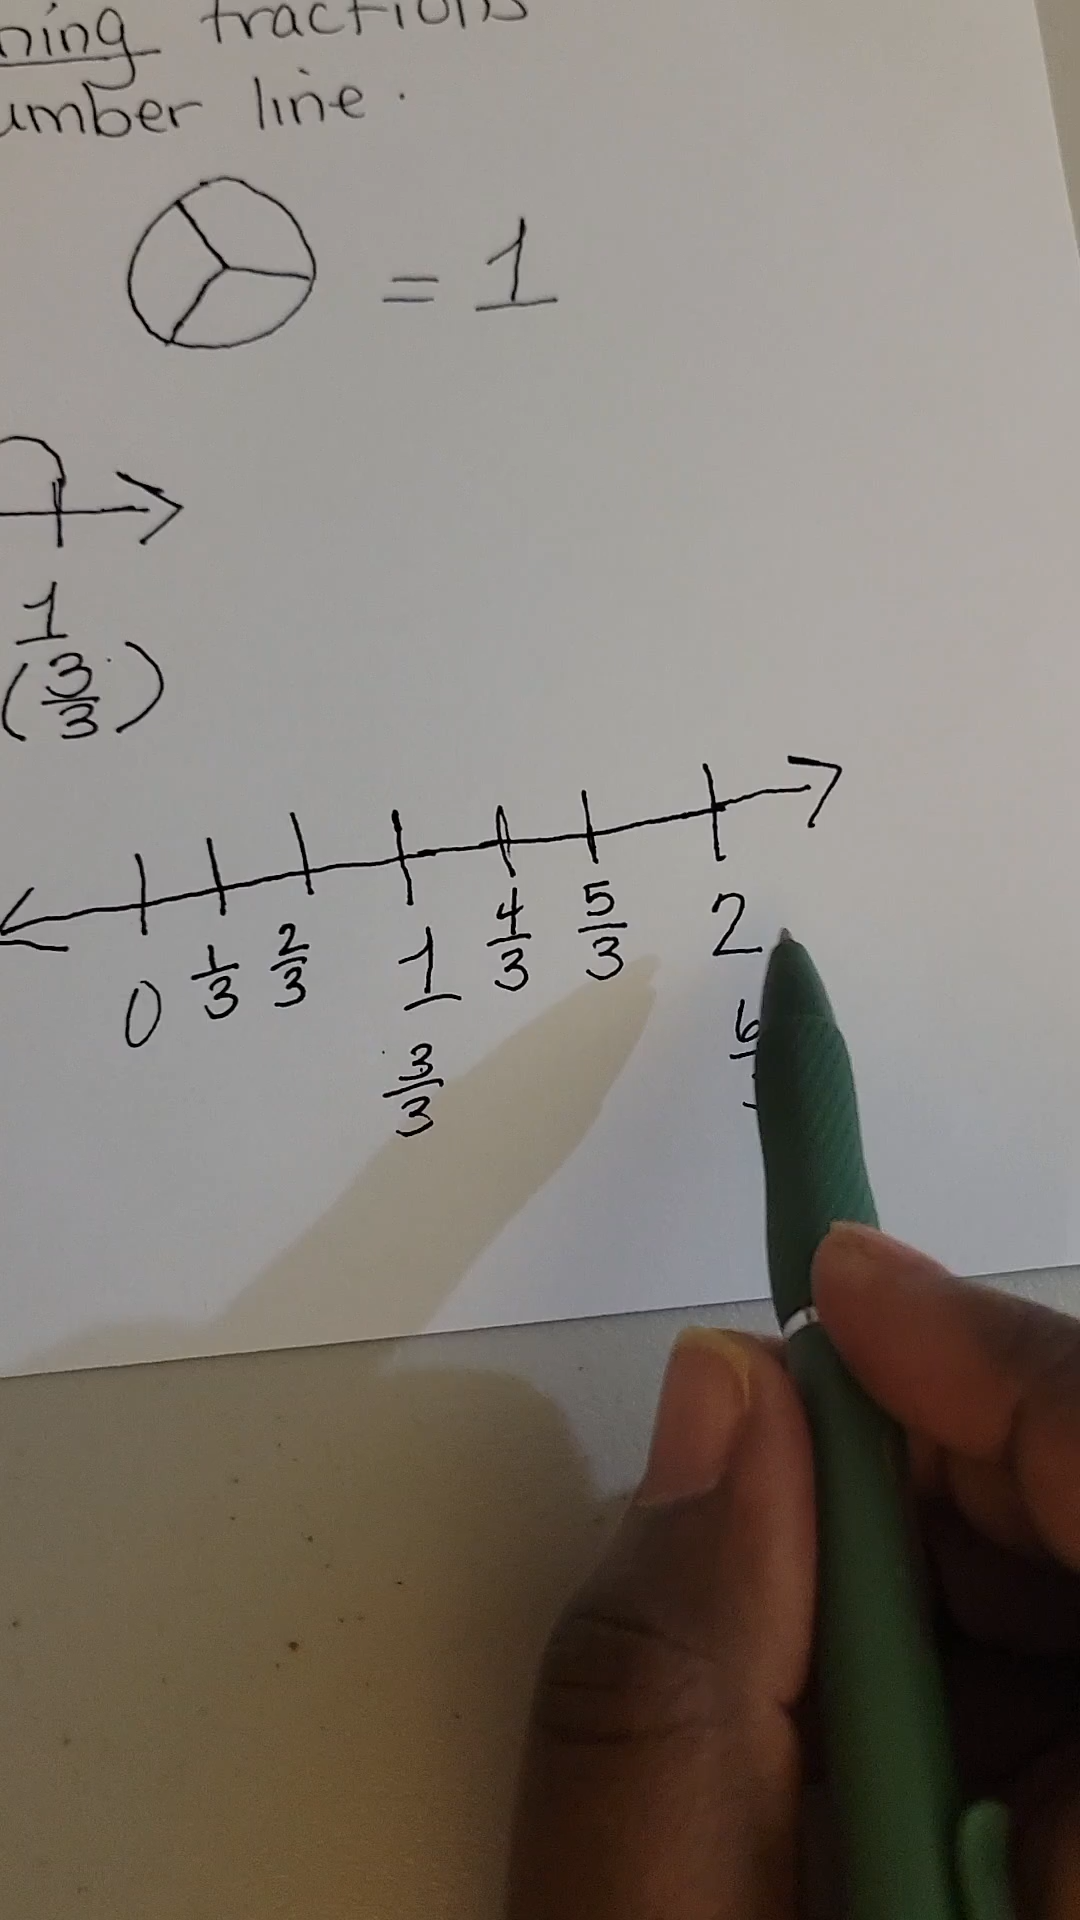 ning fractions
umber line.
= 1
1
(3/3)
0 1/3 2/3 1 4/3 5/3 2
3/3 6